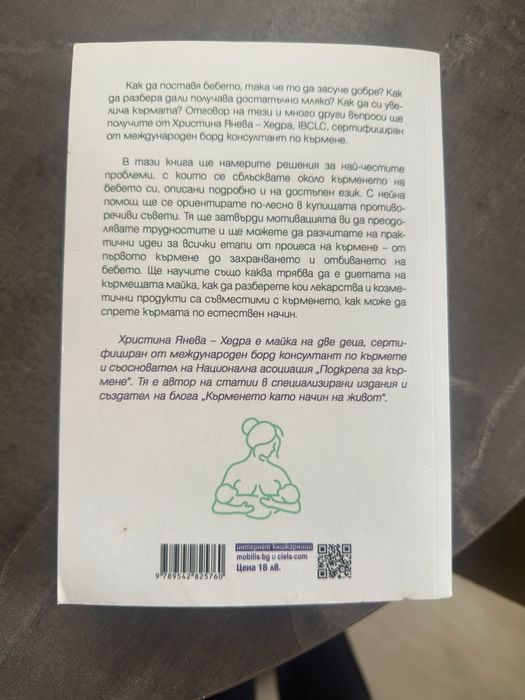 Как да поставя бебето, така че то да засуче добре? Как
да разбера дали получава достатъчно мляко? Как да си уве-
лича кърмата? Отговор на тези и много други въпроси ще
получите от Христина Янева – Хедра, IBCLC, сертифициран
от международен борд консултант по кърмене.
В тази книга ще намерите решения за най-честите
проблеми, с които се сблъсквате около кърменето на
бебето си, описани подробно и на достъпен език. С нейна
помощ ще се ориентирате по-лесно в купищата противо-
речиви съвети. Тя ще затвърди мотивацията ви да преодо-
лявате трудностите и ще можете да разчитате на прак-
тични идеи за всички етапи от процеса на кърмене – от
първото кърмене до захранването и отбиването на
бебето. Ще научите също каква трябва да е диетата на
кърмещата майка, как да разберете кои лекарства и козме-
тични продукти са съвместими с кърменето, как може да
спрете кърмата по естествен начин.
Христина Янева – Хедра е майка на две деца, серти-
фициран от международен борд консултант по кърмете
и съосновател на Национална асоциация „Подкрепа за кър-
мене“. Тя е автор на статии в специализирани издания и
създател на блога „Кърменето като начин на живот“.
интернет книжарници
mobilis.bg и ciela.com
Цена 18 лв.
9 789542 825760